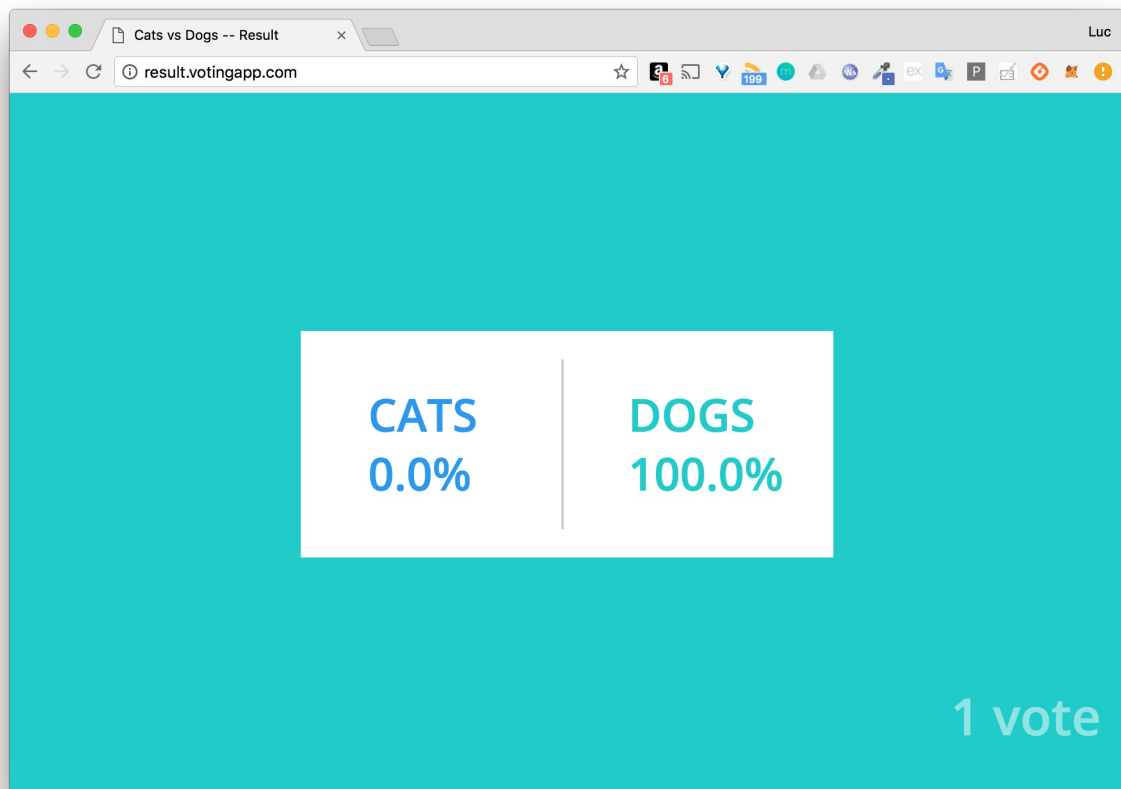 Cats vs Dogs -- Result
Luc
result.votingapp.com
a
6
199
m
Ws
ex
G
P
CATS
0.0%
DOGS
100.0%
1 vote